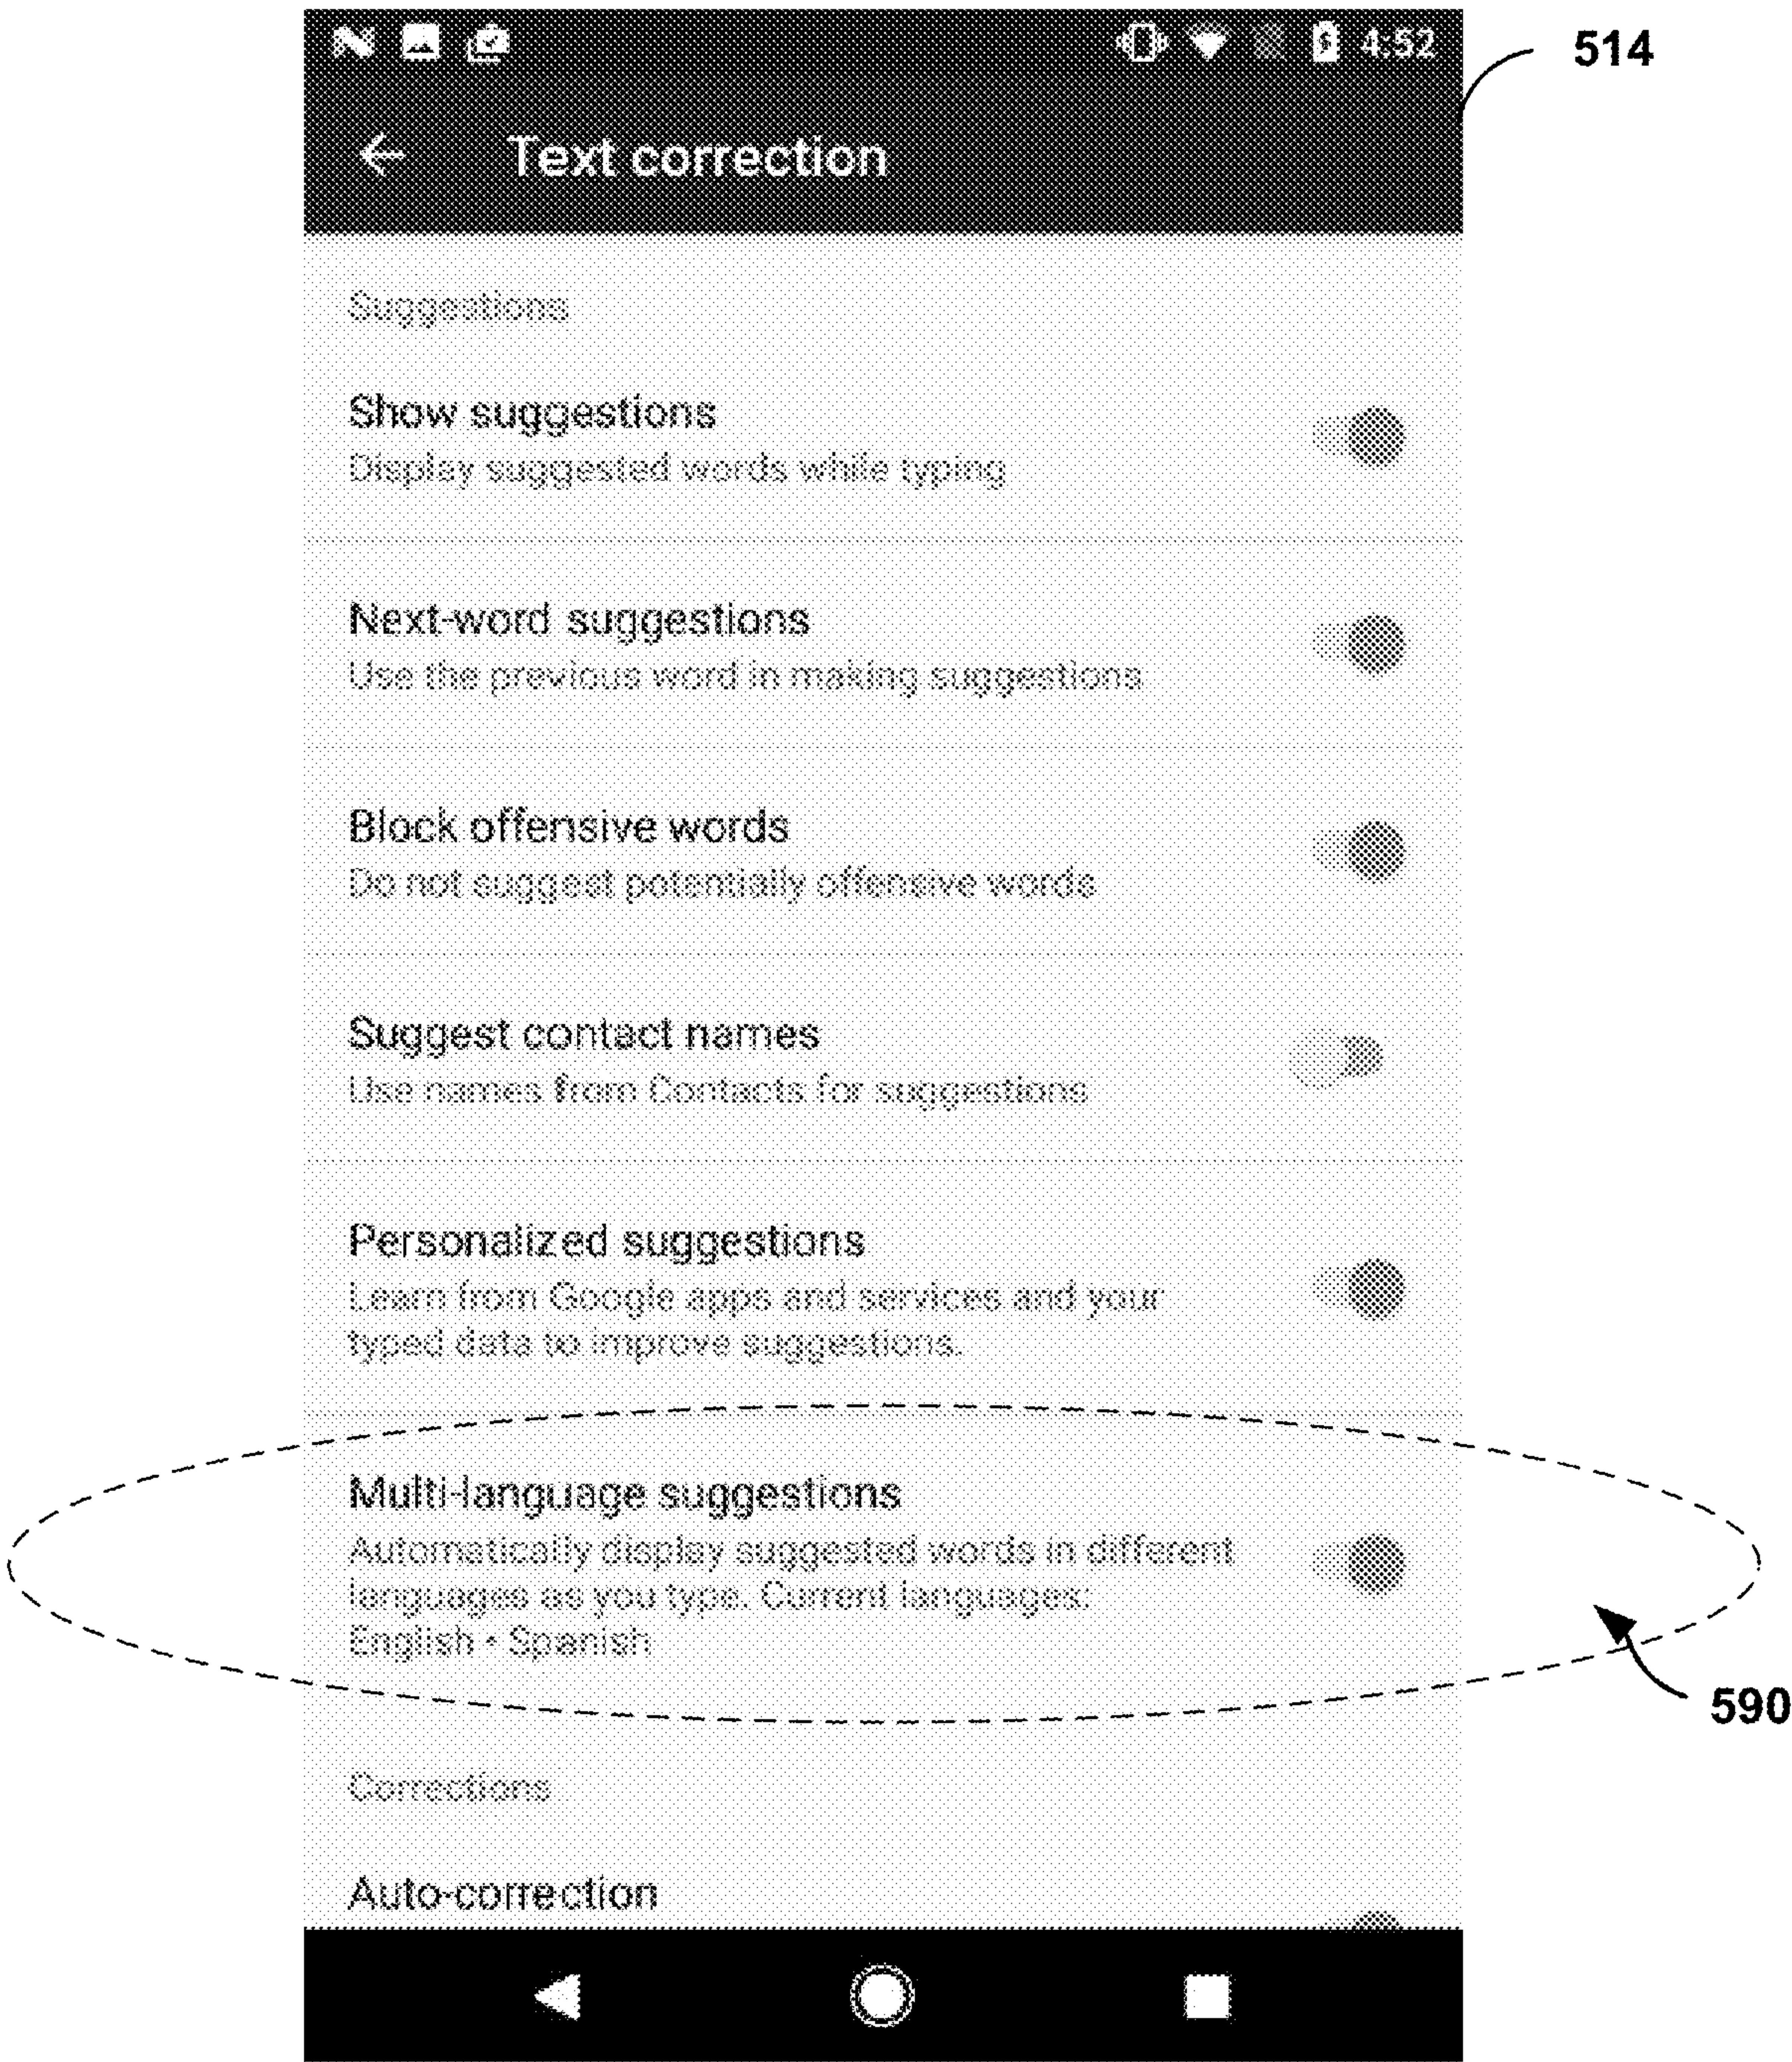 4:52
514
Text correction
Suggestions
Show suggestions
Display suggested words while typing
Next-word suggestions
Use the previous word in making suggestions
Block offensive words
Do not suggest potentially offensive words
Suggest contact names
Use names from Contacts for suggestions
Personalized suggestions
Learn from Google apps and services and your
typed data to improve suggestions.
Multi-language suggestions
Automatically display suggested words in different
languages as you type. Current languages:
English • Spanish
590
Corrections
Auto-correction